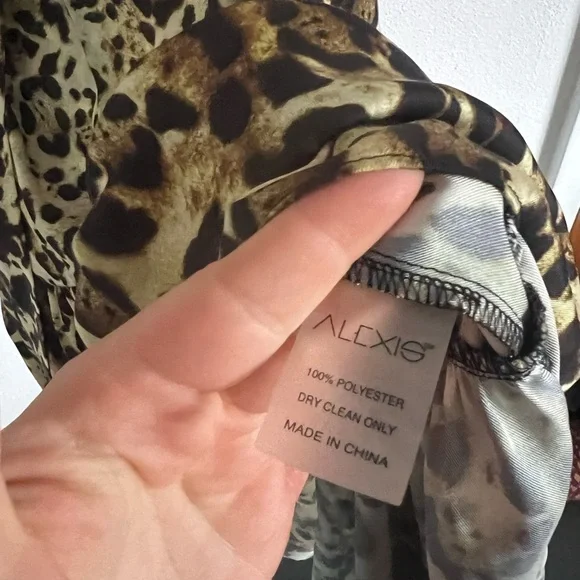 ALEXIS
100% POLYESTER
DRY CLEAN ONLY
MADE IN CHINA